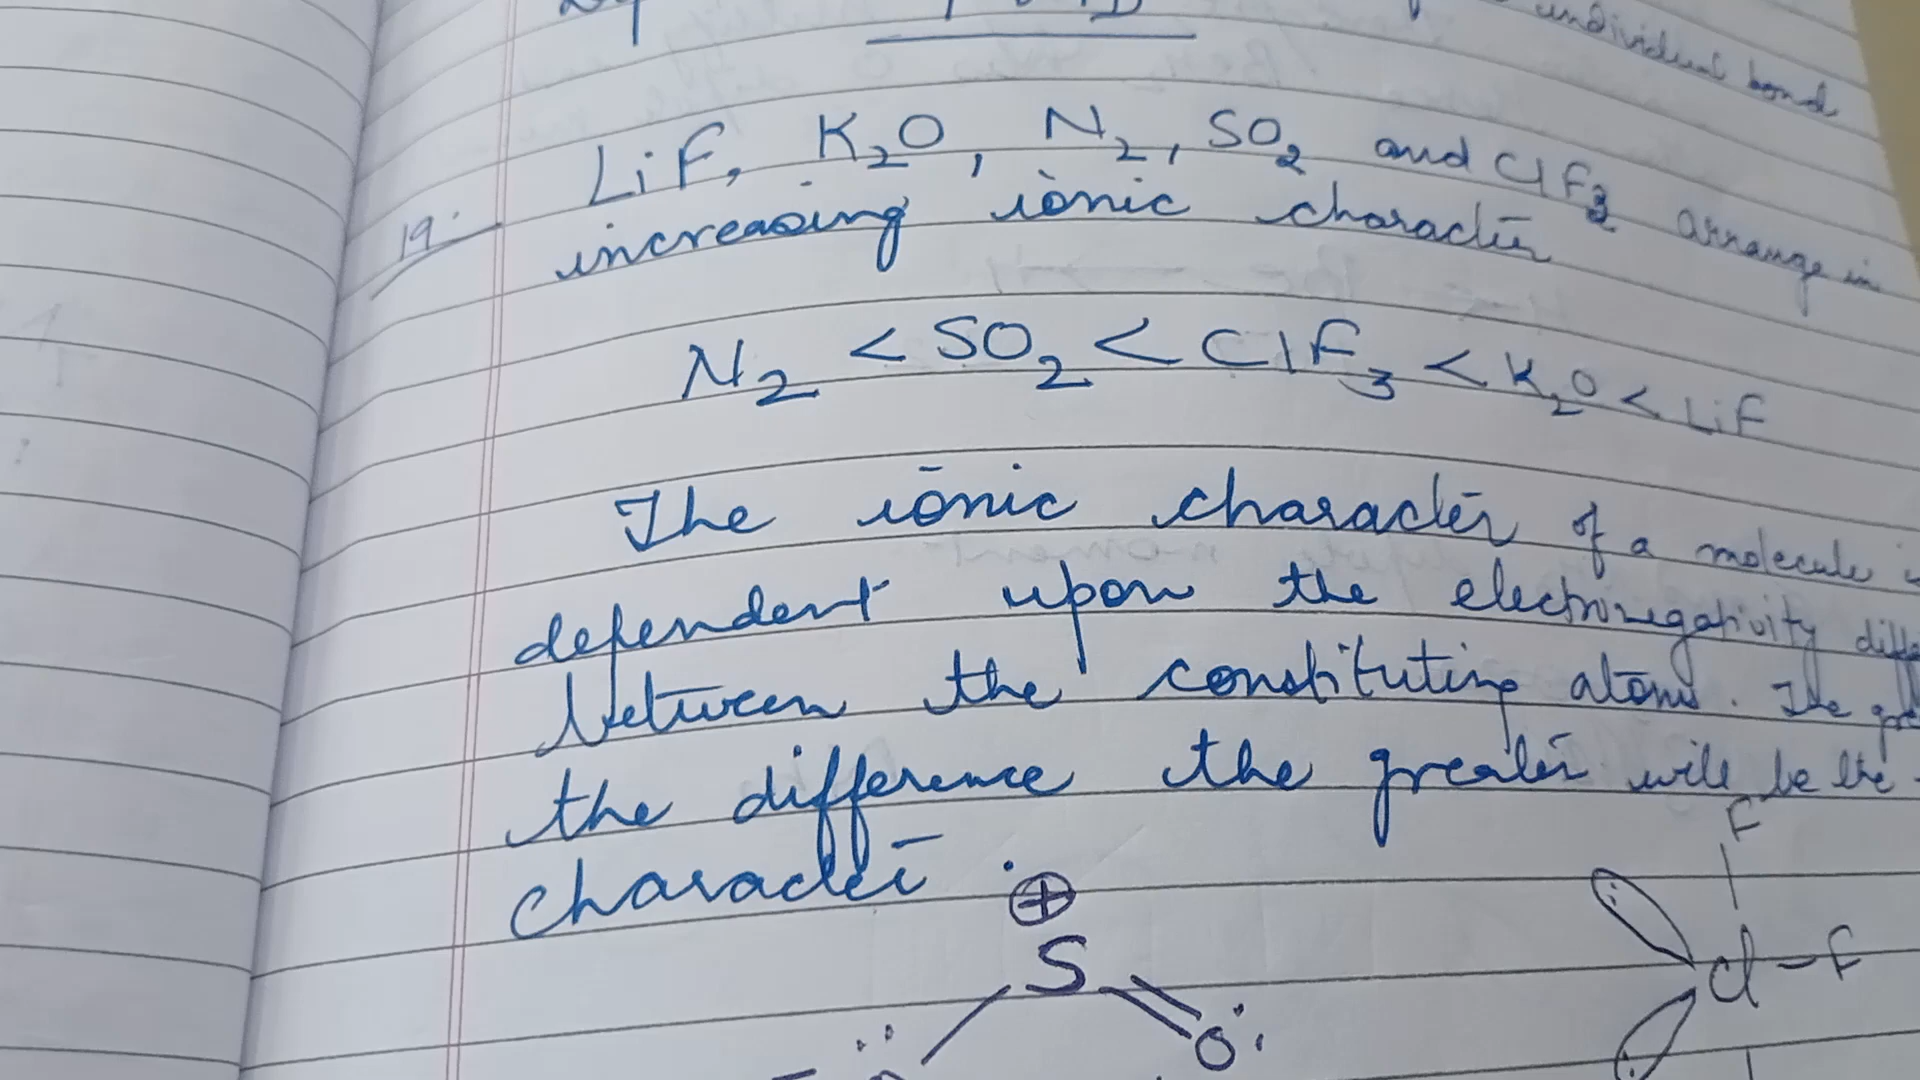 undividual bond
LiF, K₂O, N₂, SO₂ and ClF₃ arrange in
19.
increasing ionic character
N₂ < SO₂ < ClF₃ < K₂O < LiF
The ionic character of a molecule
dependent upon the electronegativity
between the constituting atoms. The
the difference the greater will be the
character.
⊕
F
S
Cl-F
O